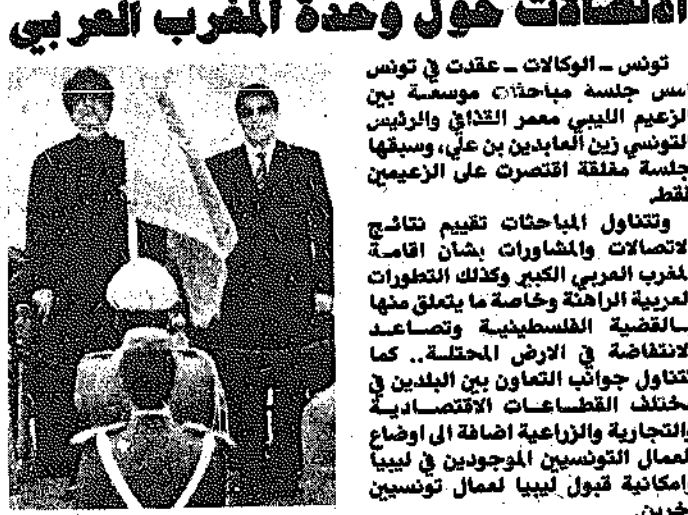 الاتصالات حول وحدة المغرب العربي
تونس ـ الوكالات ـ عقدت في تونس
امس جلسة مباحثات موسعة بين
الزعيم الليبي معمر القذافي والرئيس
التونسي زين العابدين بن علي، وسبقها
جلسة مغلقة اقتصرت على الزعيمين
فقط.
وتتناول المباحثات تقييم نتائج
الاتصالات والمشاورات بشأن اقامة
المغرب العربي الكبير وكذلك التطورات
العربية الراهنة وخاصة ما يتعلق منها
بالقضية الفلسطينية وتصاعد
الانتفاضة في الارض المحتلة.. كما
تتناول جوانب التعاون بين البلدين في
مختلف القطاعات الاقتصادية
والتجارية والزراعية اضافة الى اوضاع
العمال التونسيين الموجودين في ليبيا
وامكانية قبول ليبيا لعمال تونسيين
آخرين.